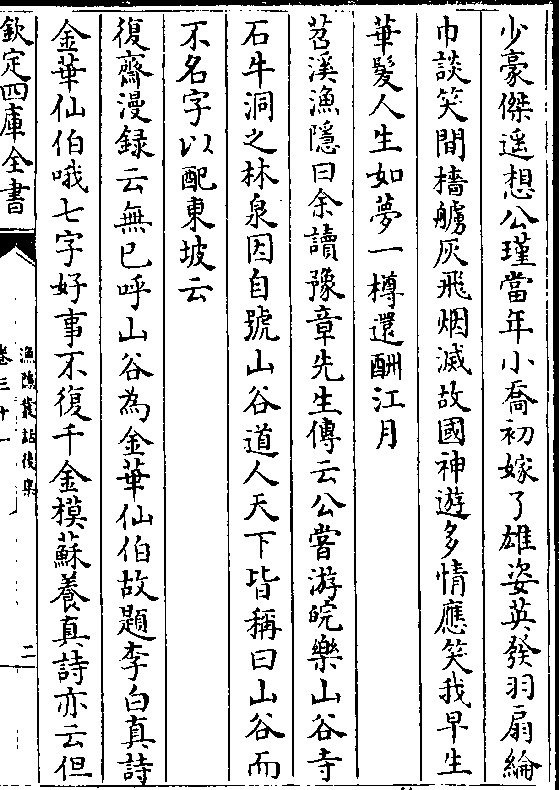 少豪傑遥想公瑾當年小喬初嫁了雄姿英發羽扇綸
巾談笑間檣艣灰飛烟滅故國神遊多情應笑我早生
華髪人生如夢一樽還酹江月
苕溪漁隱曰余讀豫章先生傳云公嘗游皖樂山谷寺
石牛洞之林泉因自號山谷道人天下皆稱曰山谷而
不名字以配東坡云
復齋漫録云無已呼山谷為金華仙伯故題李白真詩
金華仙伯哦七字好事不復千金模蘇養真詩亦云但
欽定四庫全書
漁隱叢話後集
卷三十一
二